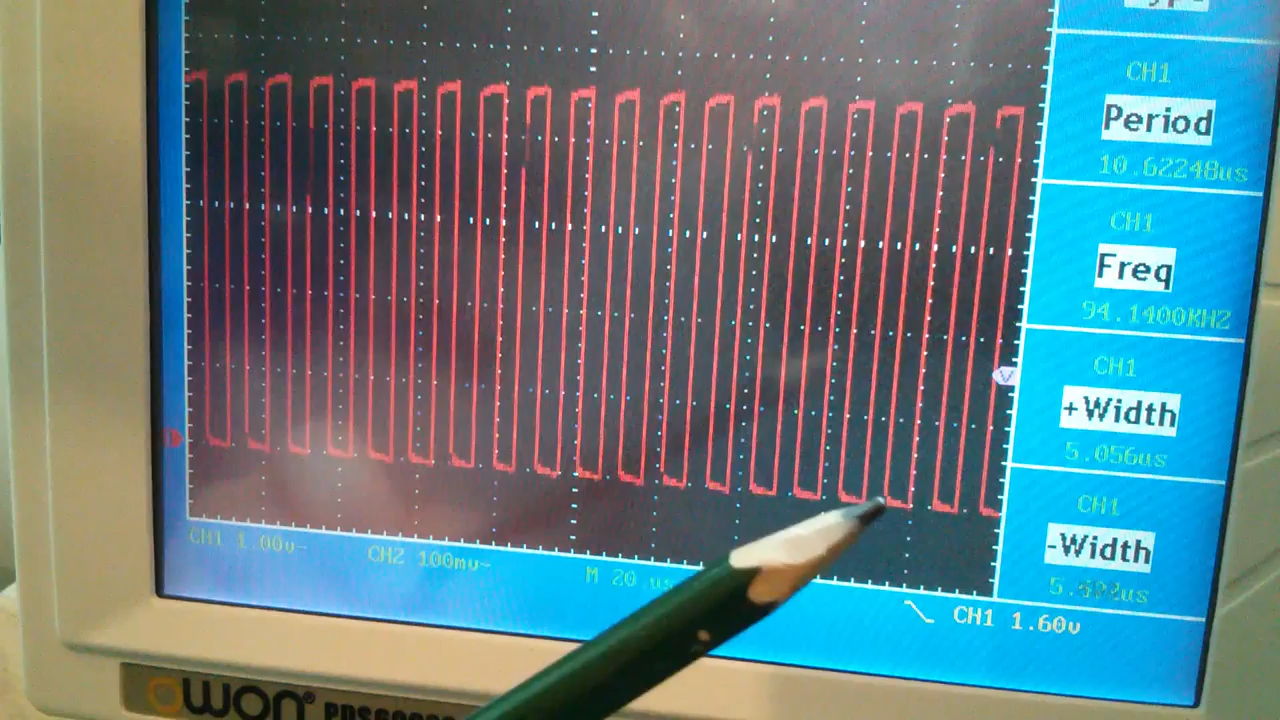 CH1
Period
10.62248us
CH1
Freq
94.1400KHZ
CH1
+Width
5.056us
CH1
-Width
CH1 1.00v~
CH2 100mv~
M 20 us
CH1 1.60v
1
V
owon®